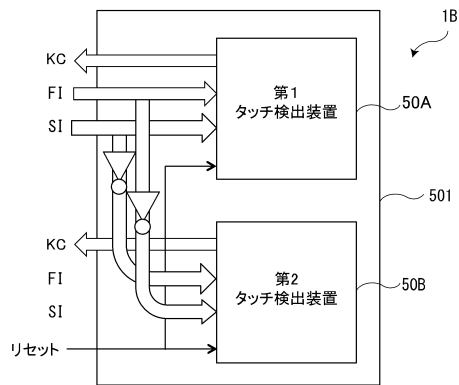 1B
KC
FI
SI
第1
タッチ検出装置
50A
501
KC
FI
SI
第2
タッチ検出装置
50B
リセット